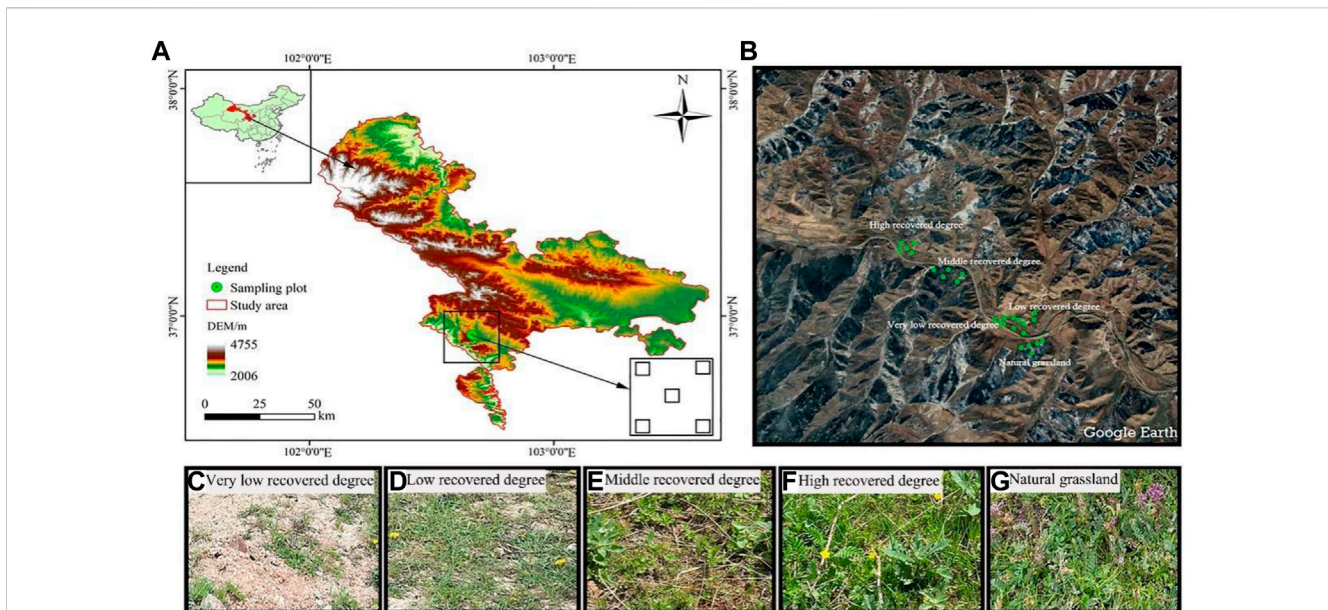 A
102°0'0"E
103°0'0"E
38°0'0"N
38°0'0"N
N
37°0'0"N
37°0'0"N
Legend
Sampling plot
Study area
DEM/m
4755
2006
0 25 50
km
102°0'0"E
103°0'0"E
B
High recovered degree
Middle recovered degree
Low recovered degree
Very low recovered degree
Natural grassland
Google Earth
C Very low recovered degree
D Low recovered degree
E Middle recovered degree
F High recovered degree
G Natural grassland